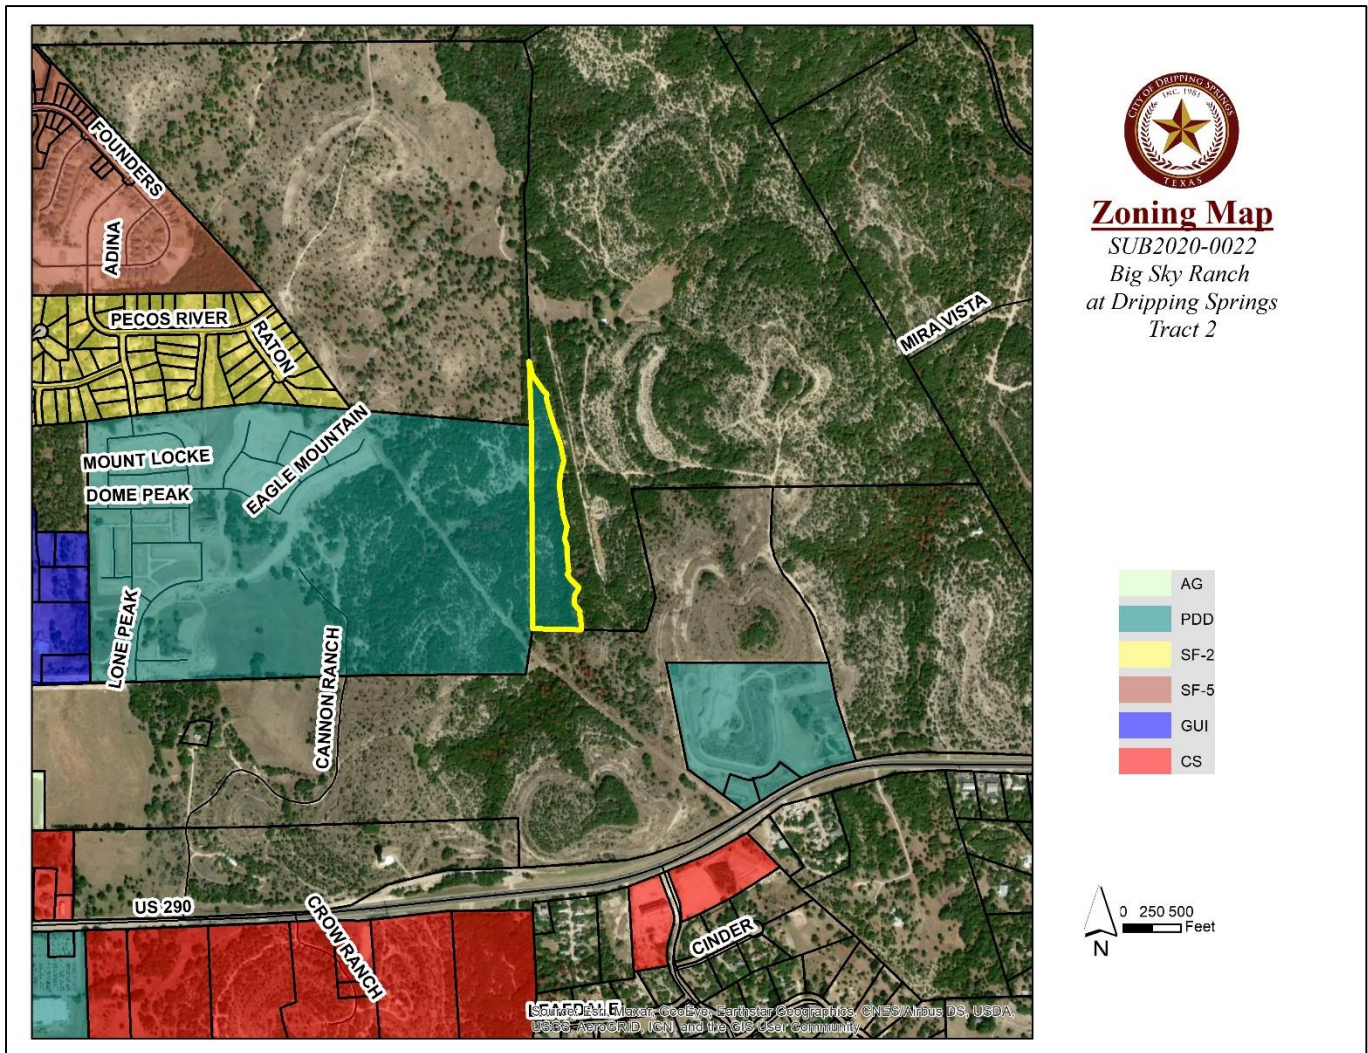 CITY OF DRIPPING SPRINGS
INC. 1981
TEXAS
Zoning Map
SUB2020-0022
Big Sky Ranch
at Dripping Springs
Tract 2
FOUNDERS
ADINA
PECOS RIVER
RATON
MIRA VISTA
MOUNT LOCKE
EAGLE MOUNTAIN
DOME PEAK
LONE PEAK
CANNON RANCH
US 290
CROW RANCH
CINDER
LEAFDALE
AG
PDD
SF-2
SF-5
GUI
CS
0 250 500
Feet
N
Source: Esri, Maxar, GeoEye, Earthstar Geographics, CNES/Airbus DS, USDA,
USGS, AeroGRID, IGN, and the GIS User Community